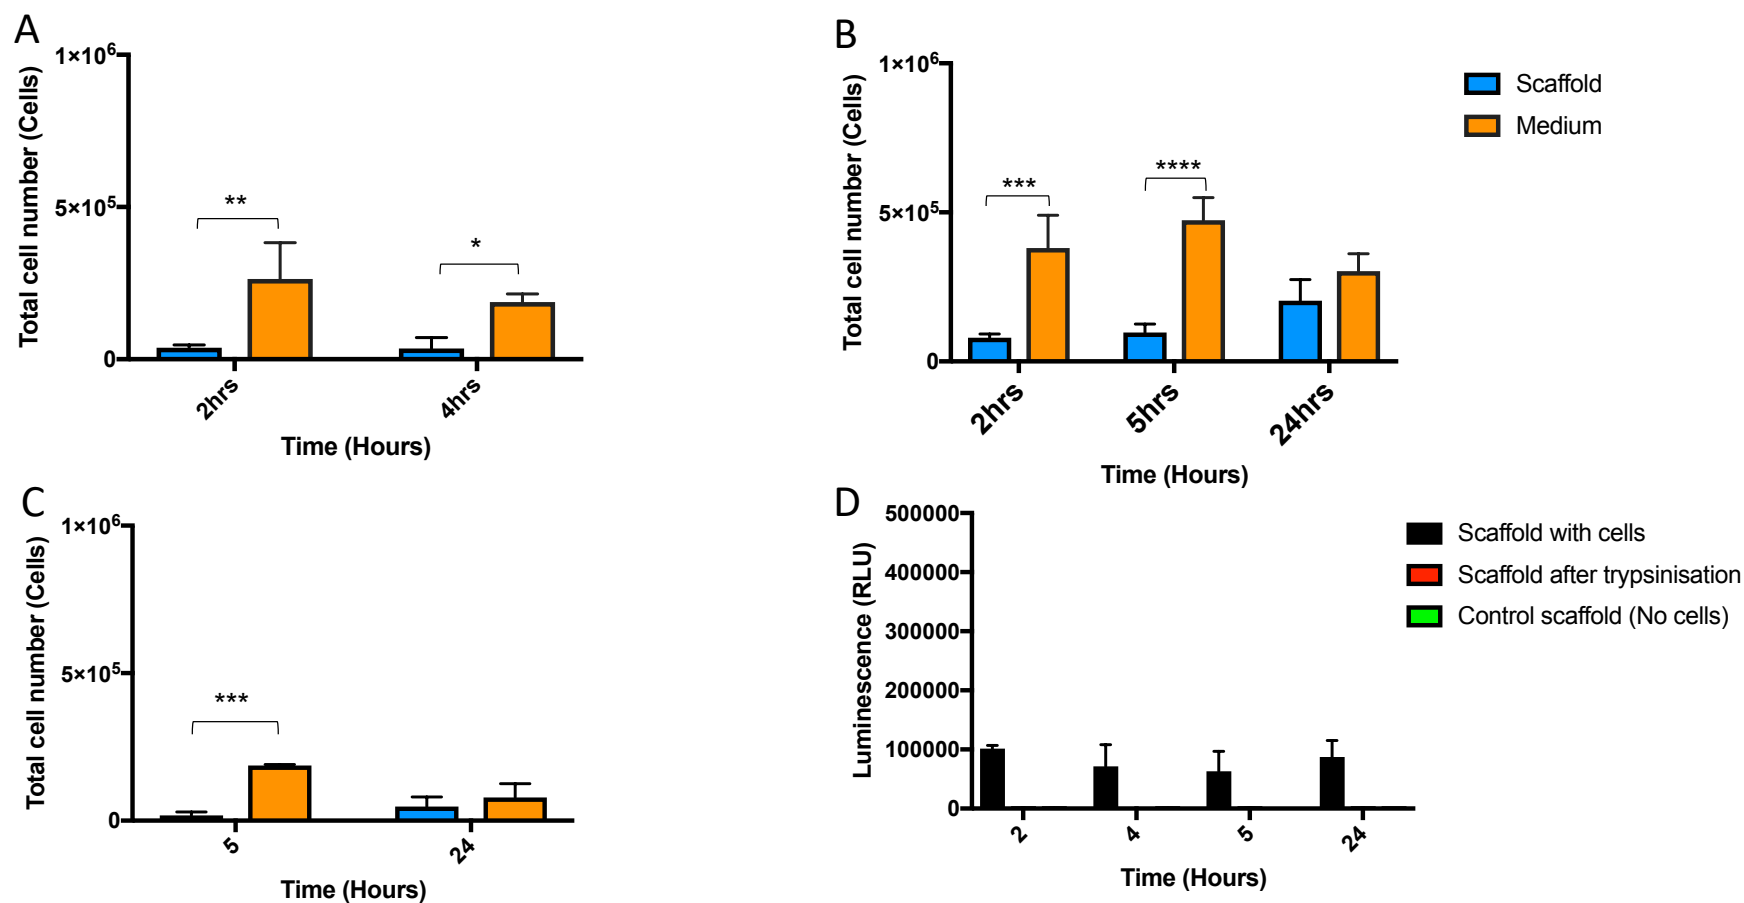 A
Total cell number (Cells)
1×10⁶
5×10⁵
0
**
*
2hrs
4hrs
Time (Hours)
B
Total cell number (Cells)
1×10⁶
5×10⁵
0
***
****
2hrs
5hrs
24hrs
Time (Hours)
Scaffold
Medium
C
Total cell number (Cells)
1×10⁶
5×10⁵
0
***
5
24
Time (Hours)
D
Luminescence (RLU)
500000
400000
300000
200000
100000
0
2
4
5
24
Time (Hours)
Scaffold with cells
Scaffold after trypsinisation
Control scaffold (No cells)